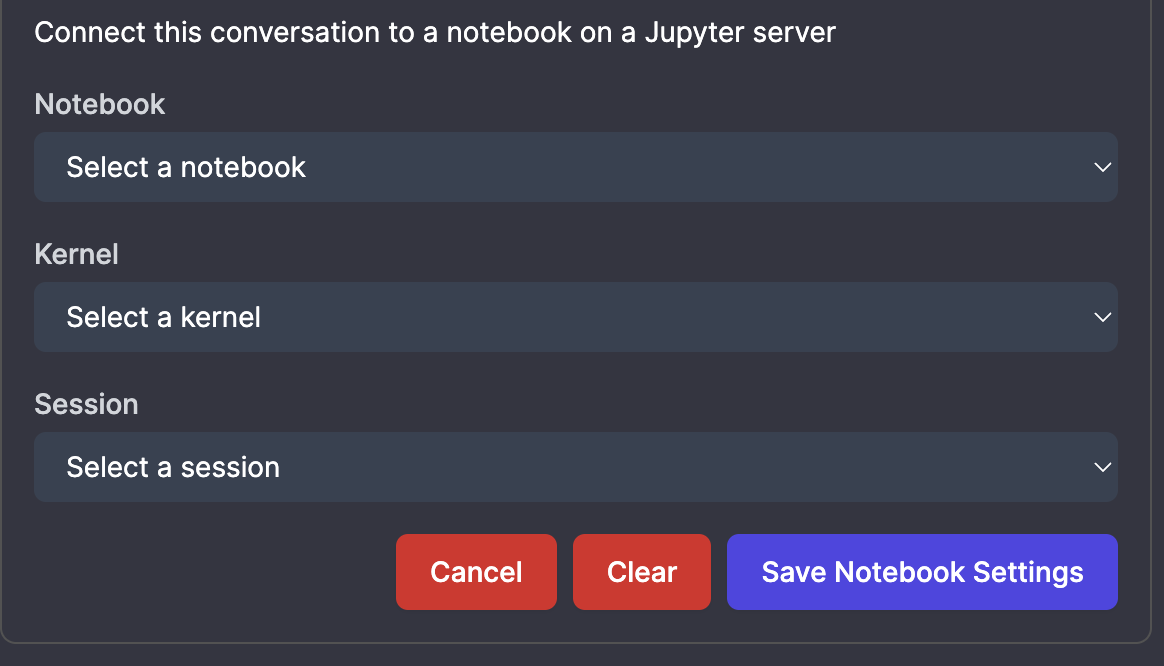 Connect this conversation to a notebook on a Jupyter server
Notebook
Select a notebook
Kernel
Select a kernel
Session
Select a session
Cancel Clear Save Notebook Settings